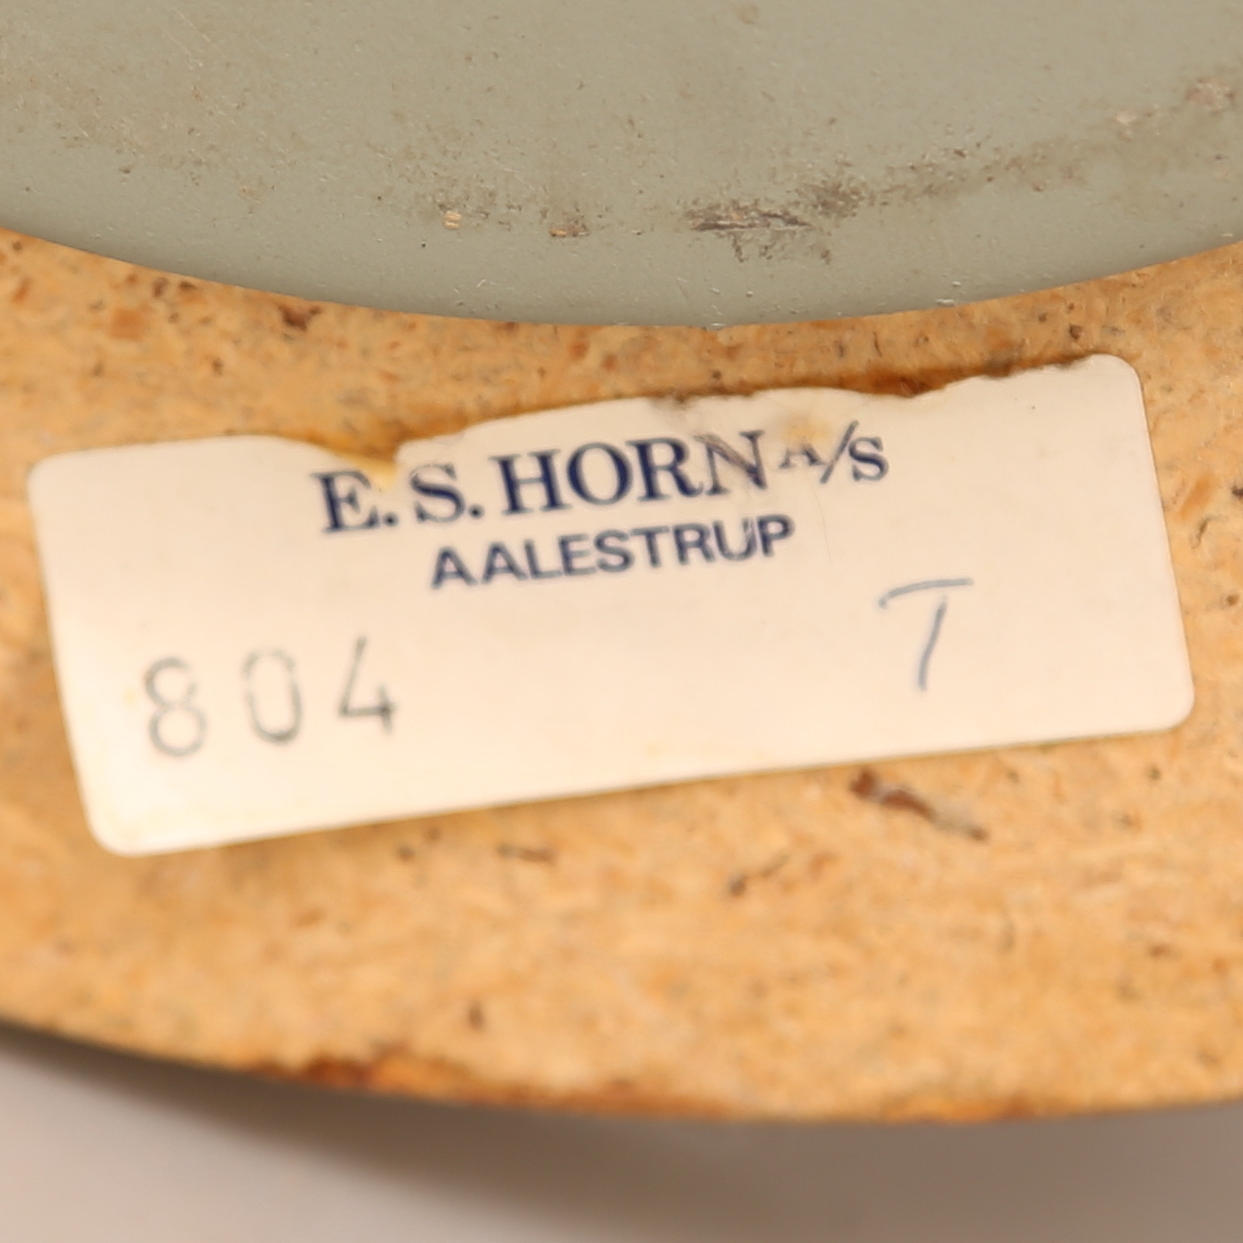 E.S. HORN A/S
AALESTRUP
804 T